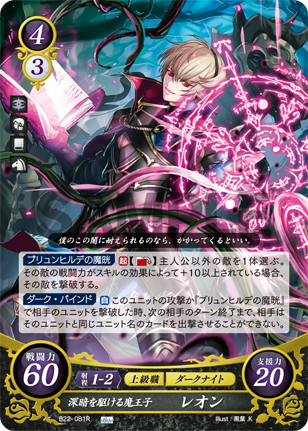 4
3
僕のこの闇に耐えられるのなら、かかってくるといい。
ブリュンヒルデの魔晄 起 【】主人公以外の敵を1体選ぶ。
その敵の戦闘力がスキルの効果によって+10以上されている場合、
その敵を撃破する。
ダーク・バインド 自 このユニットの攻撃か『ブリュンヒルデの魔晄』
で相手のユニットを撃破した時、次の相手のターン終了まで、相手は
そのユニットと同じユニット名のカードを出撃させることができない。
戦闘力
60
射程 1-2
上級職
ダークナイト
支援力
20
深暗を駆ける魔王子 レオン
B22-081R
Illust:黒葉.K